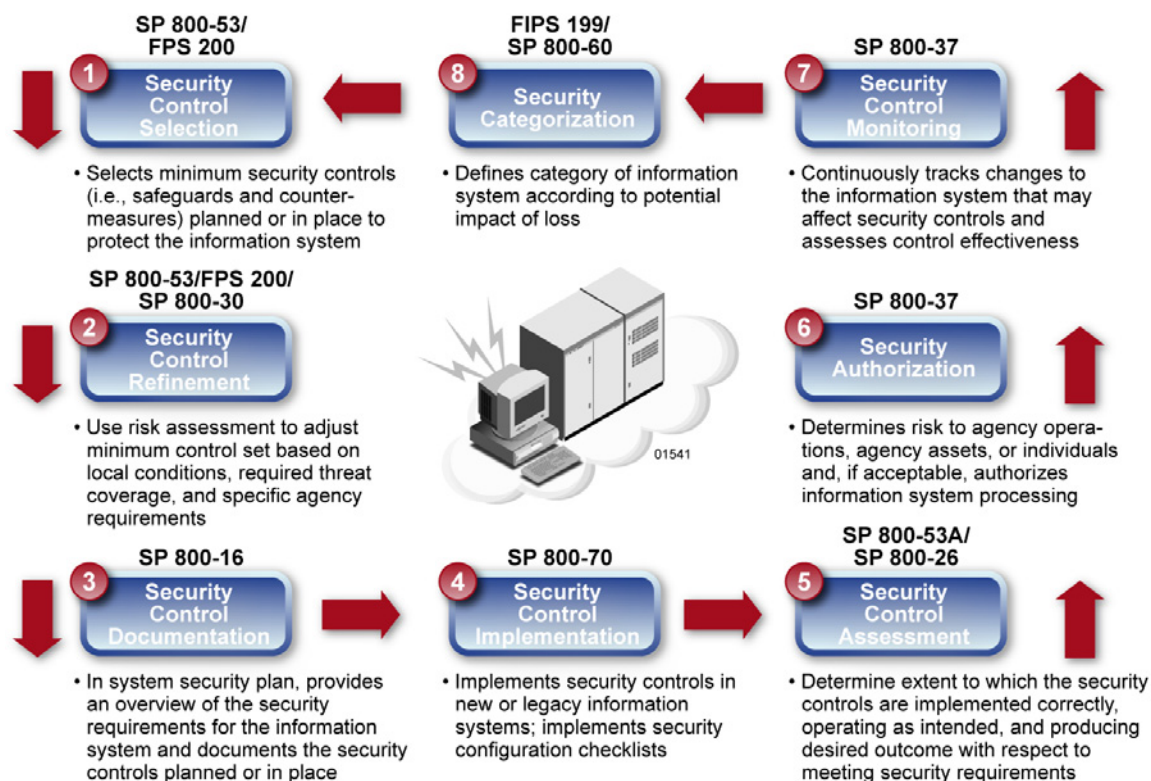 SP 800-53/
FPS 200
1
Security
Control
Selection
• Selects minimum security controls
(i.e., safeguards and counter-
measures) planned or in place to
protect the information system
FIPS 199/
SP 800-60
8
Security
Categorization
• Defines category of information
system according to potential
impact of loss
SP 800-37
7
Security
Control
Monitoring
• Continuously tracks changes to
the information system that may
affect security controls and
assesses control effectiveness
SP 800-53/FPS 200/
SP 800-30
2
Security
Control
Refinement
• Use risk assessment to adjust
minimum control set based on
local conditions, required threat
coverage, and specific agency
requirements
01541
SP 800-37
6
Security
Authorization
• Determines risk to agency opera-
tions, agency assets, or individuals
and, if acceptable, authorizes
information system processing
SP 800-16
3
Security
Control
Documentation
• In system security plan, provides
an overview of the security
requirements for the information
system and documents the security
controls planned or in place
SP 800-70
4
Security
Control
Implementation
• Implements security controls in
new or legacy information
systems; implements security
configuration checklists
SP 800-53A/
SP 800-26
5
Security
Control
Assessment
• Determine extent to which the security
controls are implemented correctly,
operating as intended, and producing
desired outcome with respect to
meeting security requirements